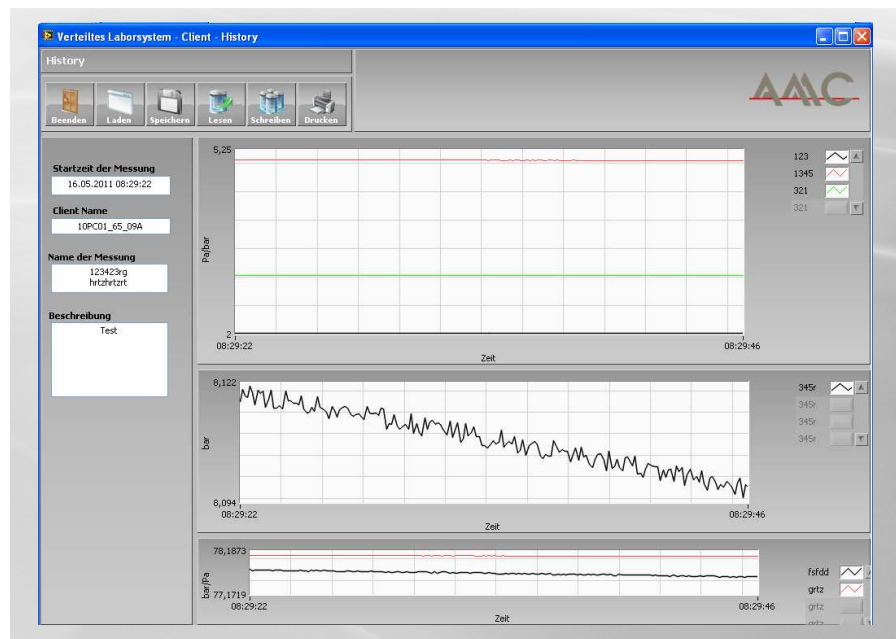 Verteiltes Laborsystem - Client - History
History
AMC
Beenden
Laden
Speichern
Lesen
Schreiben
Drucken
Startzeit der Messung
16.05.2011 08:29:22
Client Name
10PC01_65_09A
Name der Messung
123423rg
hrtzhrtzrt
Beschreibung
Test
5,25
Pa/bar
2
08:29:22
08:29:46
Zeit
123
1345
321
321
8,122
bar
8,094
08:29:22
08:29:46
Zeit
345r
345r
345r
345r
78,1873
bar/Pa
77,1719
08:29:22
08:29:46
Zeit
fsfdd
grtz
grtz
grtz